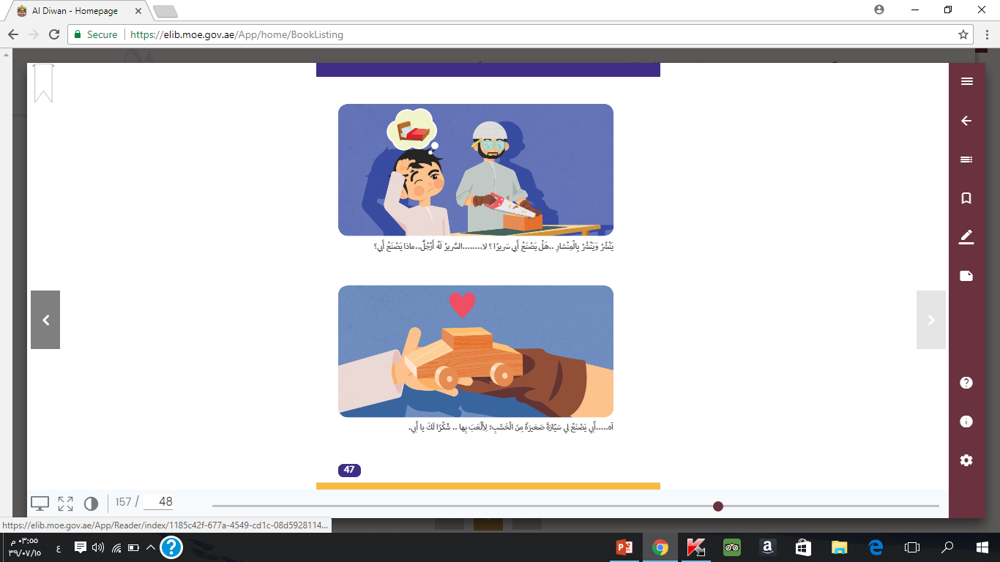 Al Diwan - Homepage
Secure
https://elib.moe.gov.ae/App/home/BookListing
يَنْشُرُ وَيَنْشُرُ بِالْمِنْشارِ ..هَلْ يَصْنَعُ أَبي سَريرًا ؟ لا........السَّريرُ لَهُ أَرْجُلٌ..ماذا يَصْنَعُ أَبي؟
آه.....أَبي يَصْنَعُ لي سَيّارَةً صَغيرَةً مِنَ الْخَشَبِ؛ لِأَلْعَبَ بِها .. شُكْرًا لَكَ يا أَبي.
47
157 / 48
https://elib.moe.gov.ae/App/Reader/index/1185c42f-677a-4549-cd1c-08d5928114...
٠٣:٥٥ م
ع
٣٩/٠٧/١٥